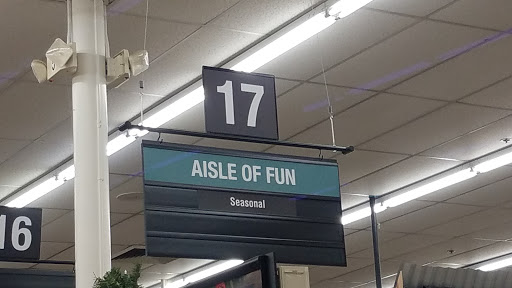 17
AISLE OF FUN
Seasonal
16